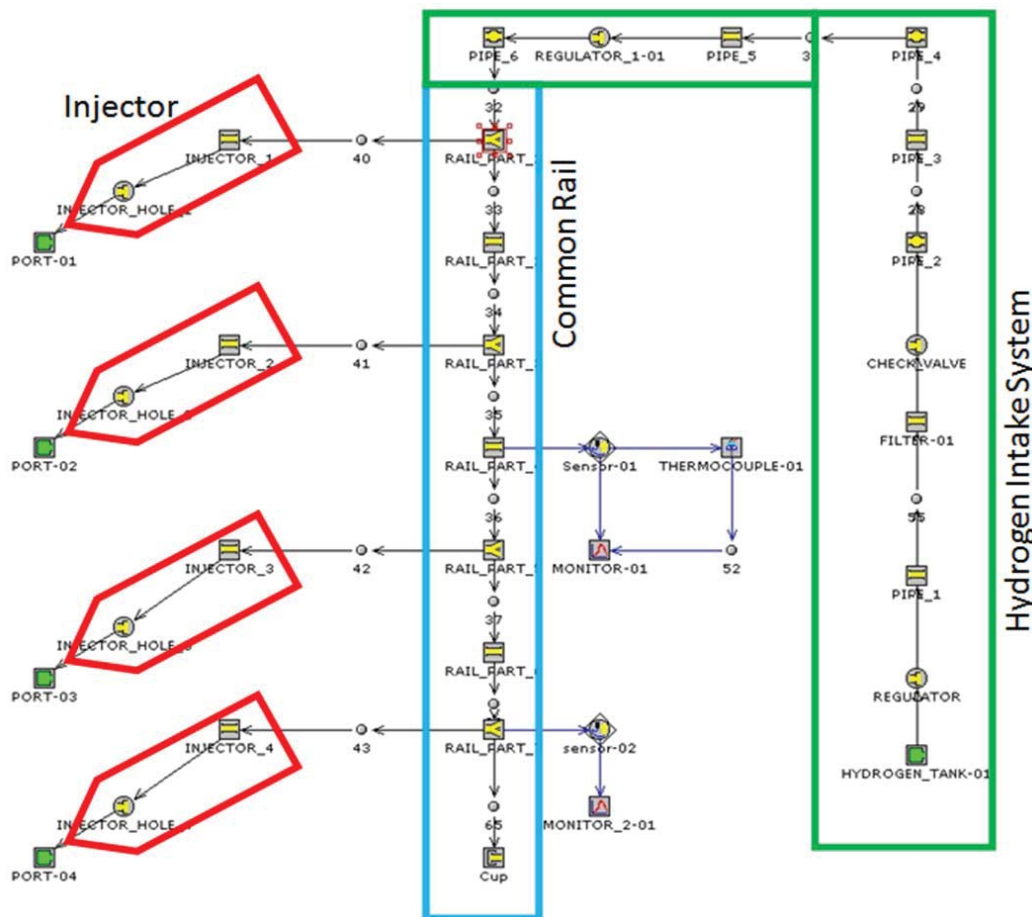 PIPE_6
REGULATOR_1-01
PIPE_5
PIPE_4
32
29
Injector
INJECTOR_1
40
PIPE_3
33
28
PORT-01
PIPE_2
Common Rail
34
INJECTOR_2
41
CHECK_VALVE
35
FILTER-01
PORT-02
Sensor-01
THERMOCOUPLE-01
Hydrogen Intake System
36
55
INJECTOR_3
42
MONITOR-01
52
PIPE_1
37
PORT-03
REGULATOR
INJECTOR_4
43
sensor-02
HYDROGEN_TANK-01
65
MONITOR_2-01
PORT-04
Cup